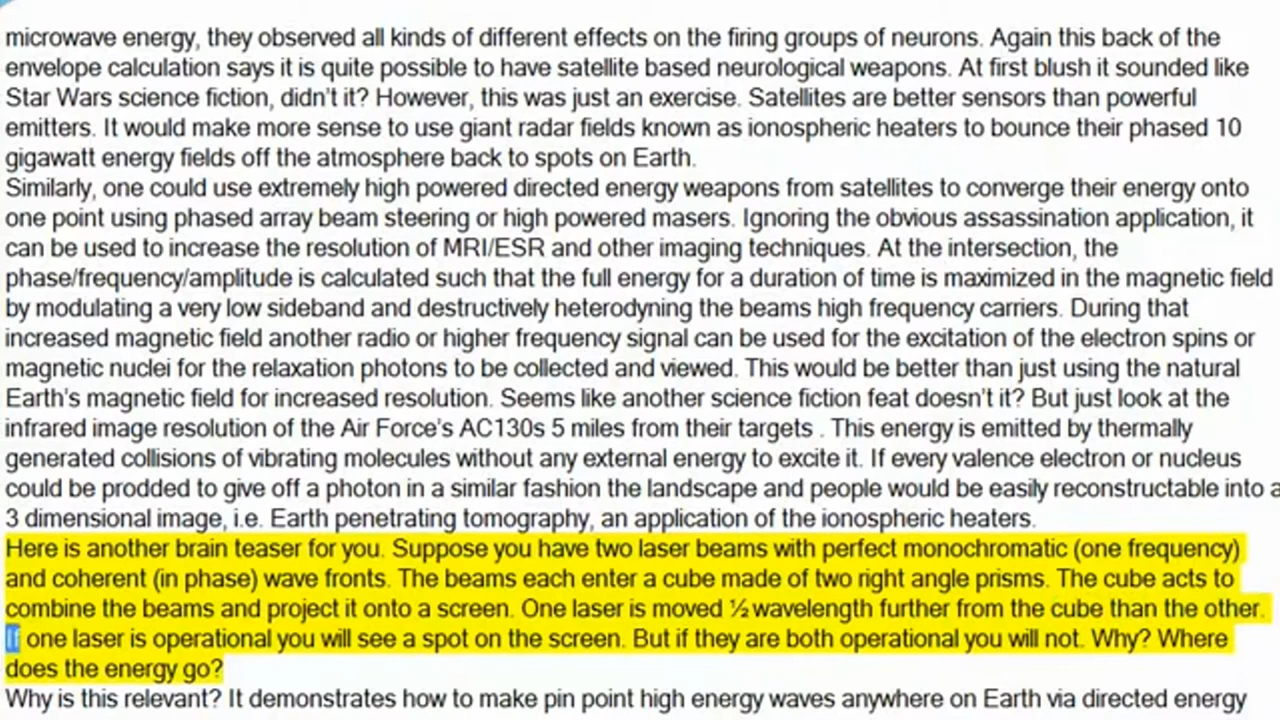 microwave energy, they observed all kinds of different effects on the firing groups of neurons. Again this back of the
envelope calculation says it is quite possible to have satellite based neurological weapons. At first blush it sounded like
Star Wars science fiction, didn't it? However, this was just an exercise. Satellites are better sensors than powerful
emitters. It would make more sense to use giant radar fields known as ionospheric heaters to bounce their phased 10
gigawatt energy fields off the atmosphere back to spots on Earth.
Similarly, one could use extremely high powered directed energy weapons from satellites to converge their energy onto
one point using phased array beam steering or high powered masers. Ignoring the obvious assassination application, it
can be used to increase the resolution of MRI/ESR and other imaging techniques. At the intersection, the
phase/frequency/amplitude is calculated such that the full energy for a duration of time is maximized in the magnetic field
by modulating a very low sideband and destructively heterodyning the beams high frequency carriers. During that
increased magnetic field another radio or higher frequency signal can be used for the excitation of the electron spins or
magnetic nuclei for the relaxation photons to be collected and viewed. This would be better than just using the natural
Earth's magnetic field for increased resolution. Seems like another science fiction feat doesn't it? But just look at the
infrared image resolution of the Air Force's AC130s 5 miles from their targets . This energy is emitted by thermally
generated collisions of vibrating molecules without any external energy to excite it. If every valence electron or nucleus
could be prodded to give off a photon in a similar fashion the landscape and people would be easily reconstructable into a
3 dimensional image, i.e. Earth penetrating tomography, an application of the ionospheric heaters.
Here is another brain teaser for you. Suppose you have two laser beams with perfect monochromatic (one frequency)
and coherent (in phase) wave fronts. The beams each enter a cube made of two right angle prisms. The cube acts to
combine the beams and project it onto a screen. One laser is moved ½ wavelength further from the cube than the other.
If one laser is operational you will see a spot on the screen. But if they are both operational you will not. Why? Where
does the energy go?
Why is this relevant? It demonstrates how to make pin point high energy waves anywhere on Earth via directed energy